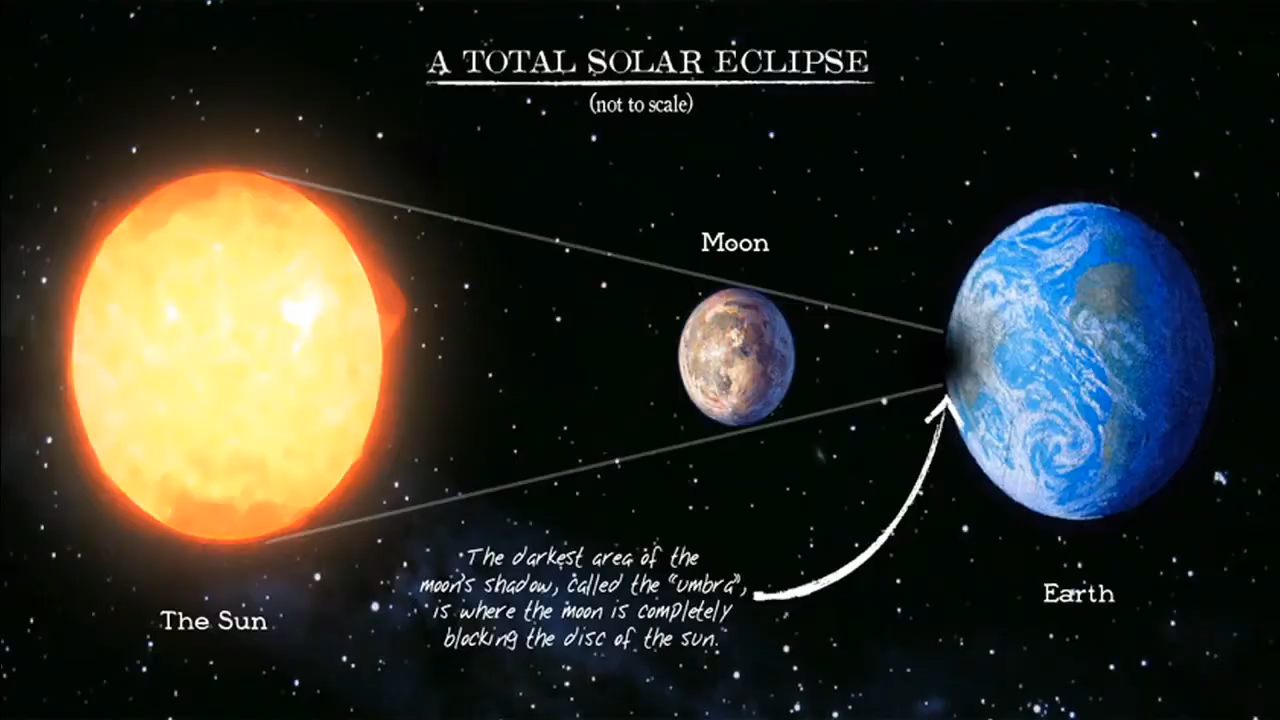 A TOTAL SOLAR ECLIPSE
(not to scale)
Moon
The darkest area of the
moon's shadow, called the "umbra",
is where the moon is completely
blocking the disc of the sun.
The Sun
Earth